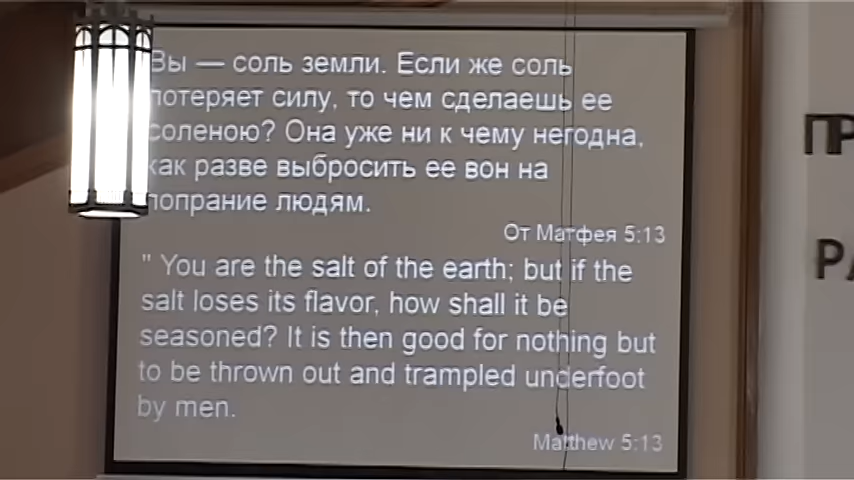 Вы — соль земли. Если же соль
потеряет силу, то чем сделаешь ее
соленою? Она уже ни к чему негодна,
как разве выбросить ее вон на
попрание людям.
От Матфея 5:13
" You are the salt of the earth; but if the
salt loses its flavor, how shall it be
seasoned? It is then good for nothing but
to be thrown out and trampled underfoot
by men.
Matthew 5:13
ПР
РА